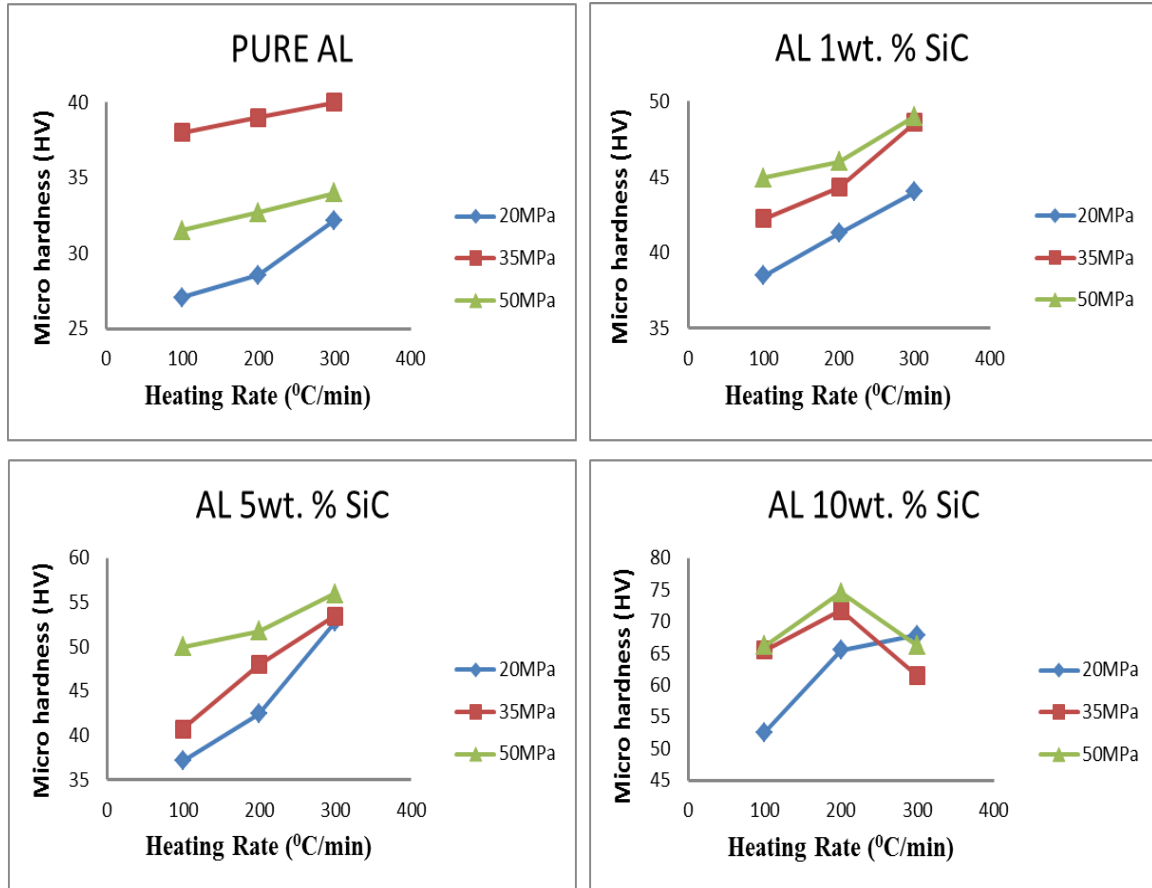 PURE AL
Micro hardness (HV)
40
35
30
25
0 100 200 300 400
Heating Rate (⁰C/min)
20MPa
35MPa
50MPa
AL 1wt. % SiC
Micro hardness (HV)
50
45
40
35
0 100 200 300 400
Heating Rate (⁰C/min)
20MPa
35MPa
50MPa
AL 5wt. % SiC
Micro hardness (HV)
60
55
50
45
40
35
0 100 200 300 400
Heating Rate (⁰C/min)
20MPa
35MPa
50MPa
AL 10wt. % SiC
Micro hardness (HV)
80
75
70
65
60
55
50
45
0 100 200 300 400
Heating Rate (⁰C/min)
20MPa
35MPa
50MPa